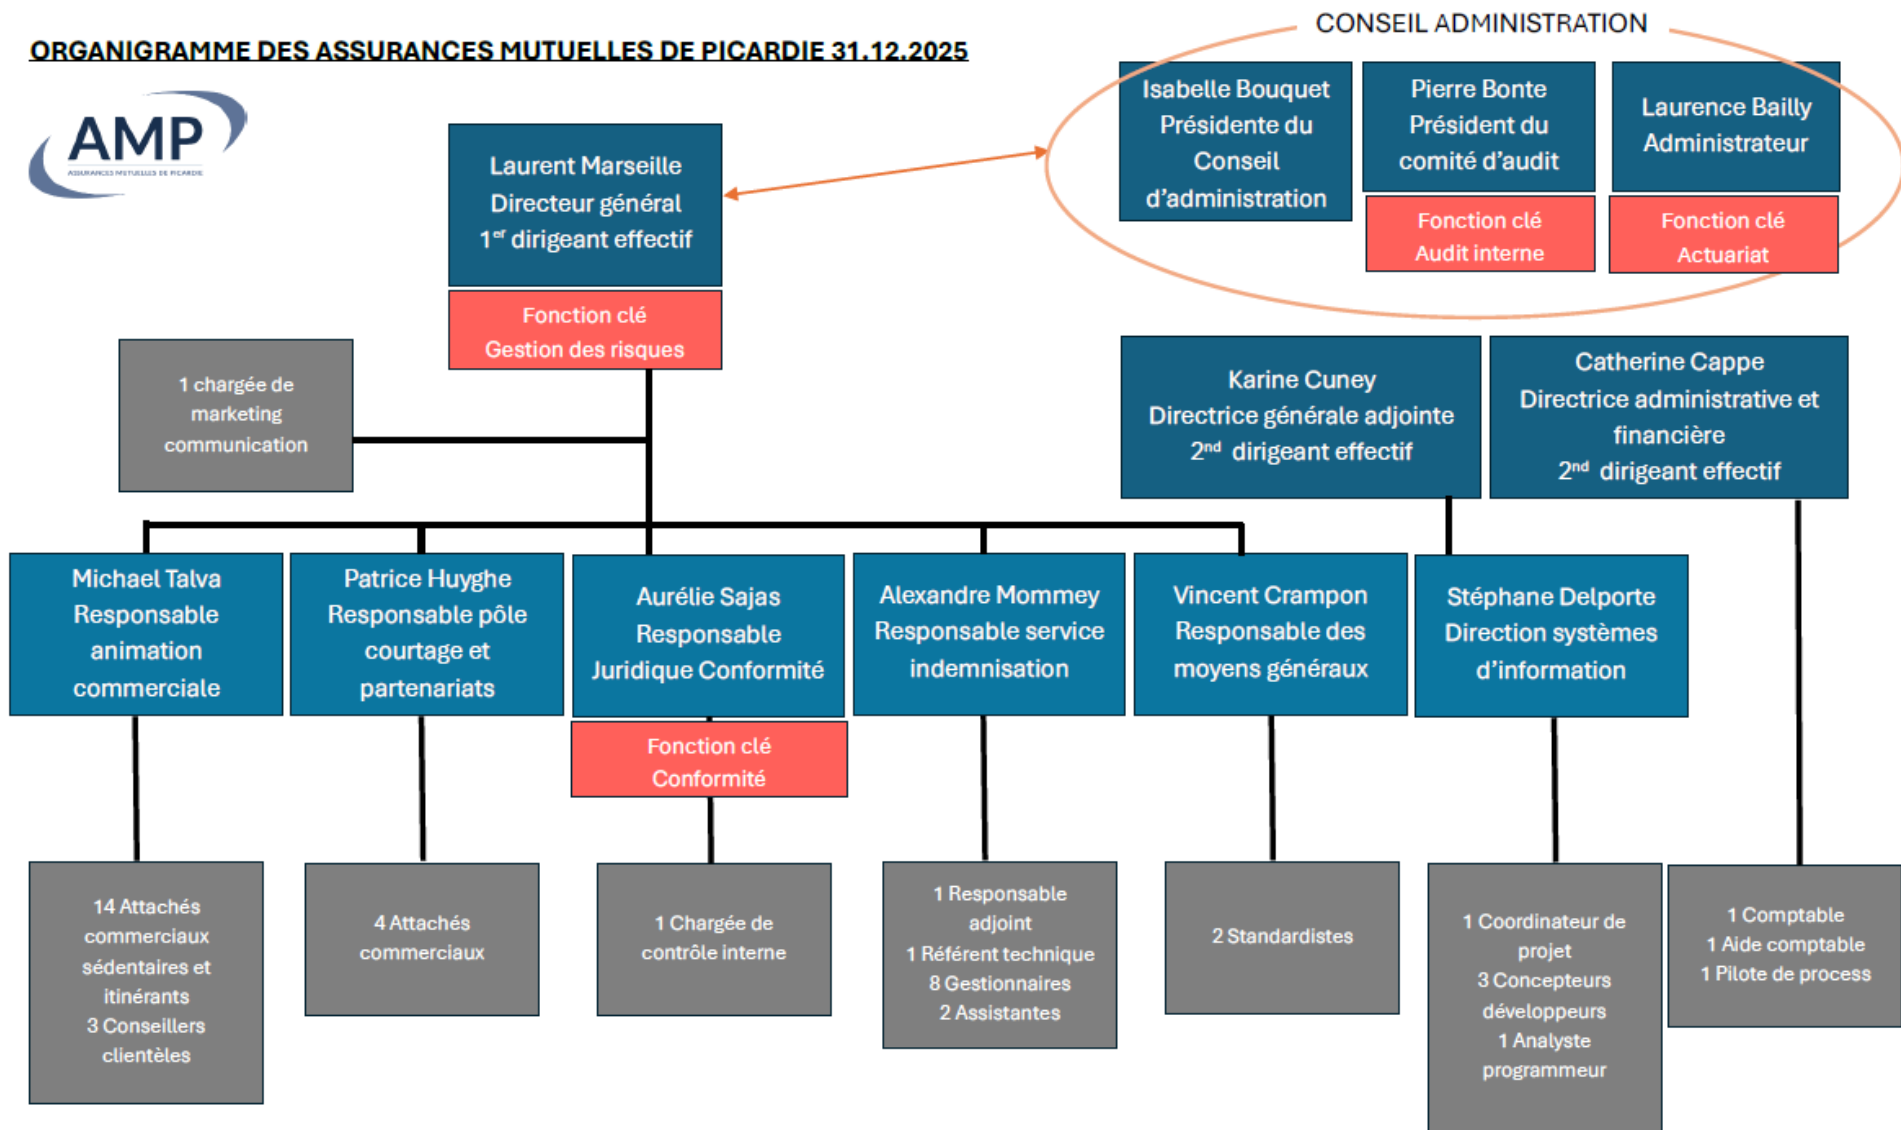 ORGANIGRAMME DES ASSURANCES MUTUELLES DE PICARDIE 31.12.2025
AMP
ASSURANCES MUTUELLES DE PICARDIE
CONSEIL ADMINISTRATION
Isabelle Bouquet
Présidente du
Conseil
d’administration
Pierre Bonte
Président du
comité d’audit
Fonction clé
Audit interne
Laurence Bailly
Administrateur
Fonction clé
Actuariat
Laurent Marseille
Directeur général
1er dirigeant effectif
Fonction clé
Gestion des risques
1 chargée de
marketing
communication
Karine Cuney
Directrice générale adjointe
2nd dirigeant effectif
Catherine Cappe
Directrice administrative et
financière
2nd dirigeant effectif
Michael Talva
Responsable
animation
commerciale
Patrice Huyghe
Responsable pôle
courtage et
partenariats
Aurélie Sajas
Responsable
Juridique Conformité
Fonction clé
Conformité
Alexandre Mommey
Responsable service
indemnisation
Vincent Crampon
Responsable des
moyens généraux
Stéphane Delporte
Direction systèmes
d’information
14 Attachés
commerciaux
sédentaires et
itinérants
3 Conseillers
clientèles
4 Attachés
commerciaux
1 Chargée de
contrôle interne
1 Responsable
adjoint
1 Référent technique
8 Gestionnaires
2 Assistantes
2 Standardistes
1 Coordinateur de
projet
3 Concepteurs
développeurs
1 Analyste
programmeur
1 Comptable
1 Aide comptable
1 Pilote de process